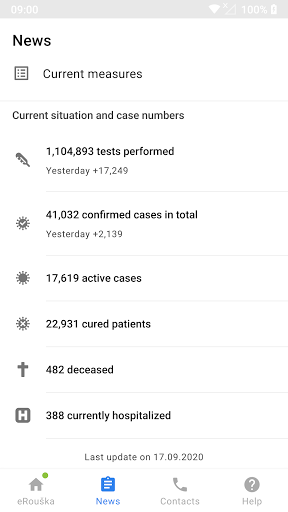 09:00
100%
News
Current measures
Current situation and case numbers
1,104,893 tests performed
Yesterday +17,249
41,032 confirmed cases in total
Yesterday +2,139
17,619 active cases
22,931 cured patients
482 deceased
H
388 currently hospitalized
Last update on 17.09.2020
eRouška
News
Contacts
Help